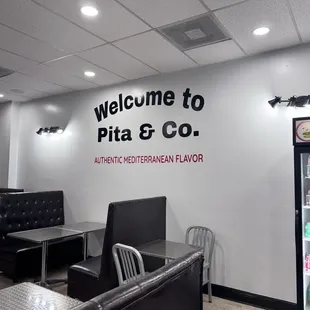 Welcome to
Pita & Co.
AUTHENTIC MEDITERRANEAN FLAVOR